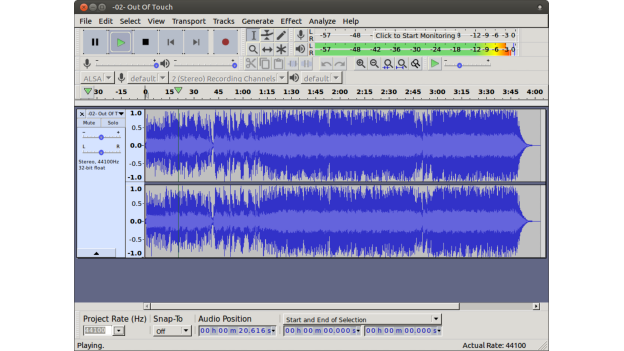 -02- Out Of Touch
File Edit Select View Transport Tracks Generate Effect Analyze Help
L R -57 -48 -42 -36 -3 Click to Start Monitoring -12 -9 -6 -3 0
L R -57 -48 -42 -36 -30 -24 -18 -12 -9 -6 -3 0
ALSA default 2 (Stereo) Recording Channels default
30 -15 0 15 30 45 1:00 1:15 1:30 1:45 2:00 2:15 2:30 2:45 3:00 3:15 3:30 3:45 4:00
X -02- Out Of T
Mute Solo
- +
L R
Stereo, 44100Hz
32-bit float
1.0
0.5
0.0
-0.5
-1.0
1.0
0.5
0.0
-0.5
-1.0
Project Rate (Hz) Snap-To Audio Position Start and End of Selection
44100 Off 00 h 00 m 20,616 s 00 h 00 m 00,000 s 00 h 00 m 00,000 s
Playing. Actual Rate: 44100